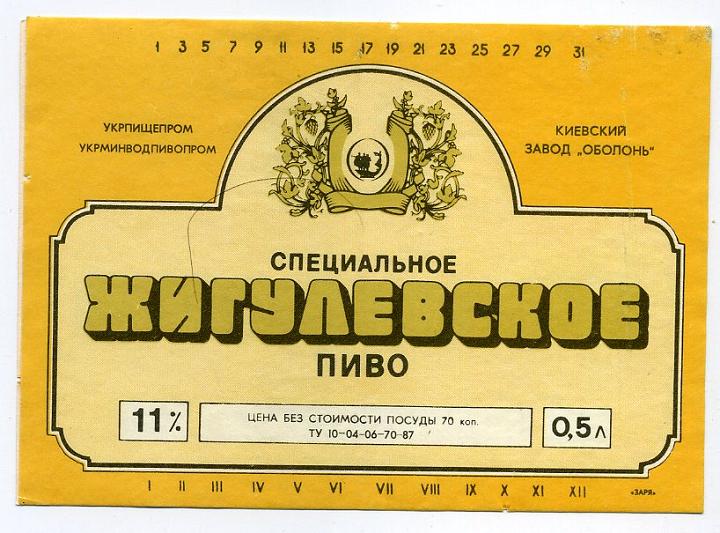 1 3 5 7 9 11 13 15 17 19 21 23 25 27 29 31
УКРПИЩЕПРОМ
УКРМИНВОДПИВОПРОМ
КИЕВСКИЙ
ЗАВОД „ОБОЛОНЬ“
СПЕЦИАЛЬНОЕ
ЖИГУЛЕВСКОЕ
ПИВО
11%
ЦЕНА БЕЗ СТОИМОСТИ ПОСУДЫ 70 коп.
ТУ 10-04-06-70-87
0,5 л
I II III IV V VI VII VIII IX X XI XII
«ЗАРЯ»